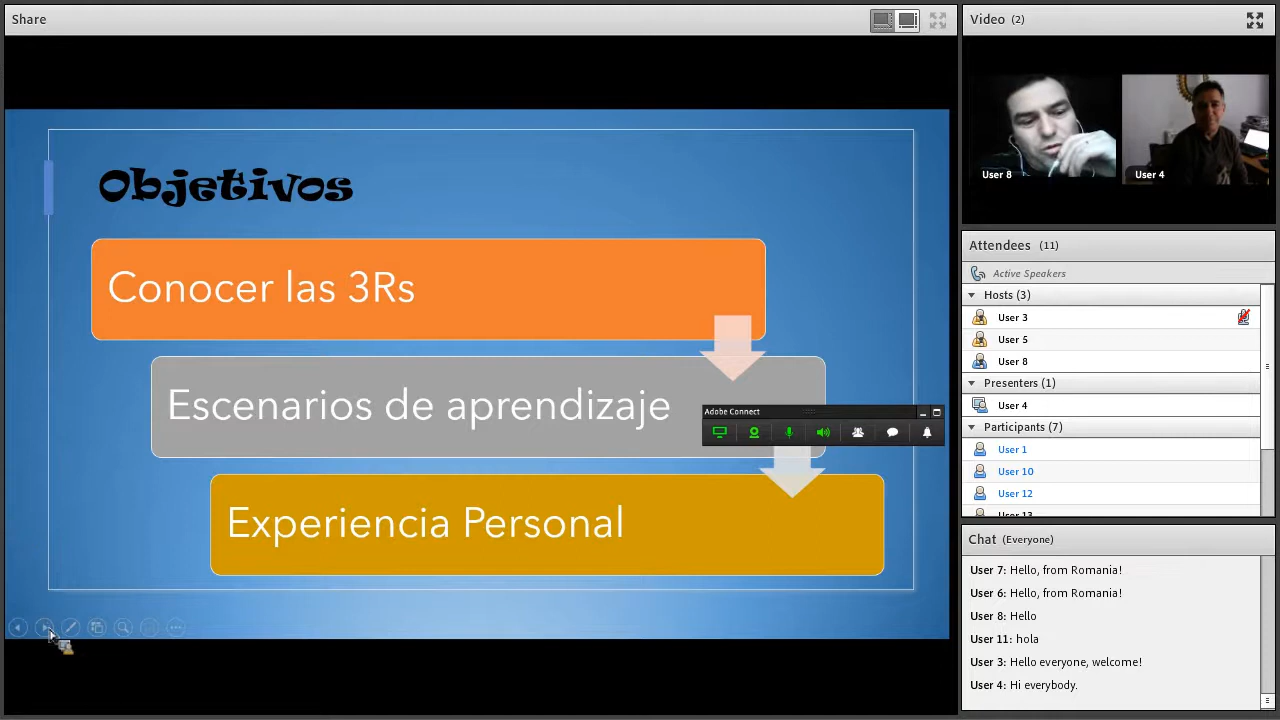 Share
Objetivos
Conocer las 3Rs
Escenarios de aprendizaje
Adobe Connect
Experiencia Personal
Video (2)
User 8
User 4
Attendees (11)
Active Speakers
Hosts (3)
User 3
User 5
User 8
Presenters (1)
User 4
Participants (7)
User 1
User 10
User 12
User 13
Chat (Everyone)
User 7: Hello, from Romania!
User 6: Hello, from Romania!
User 8: Hello
User 11: hola
User 3: Hello everyone, welcome!
User 4: Hi everybody.